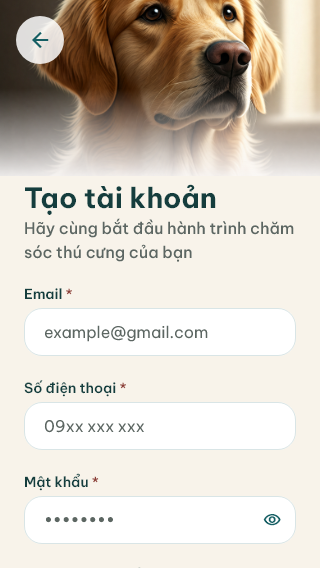 Tạo tài khoản
Hãy cùng bắt đầu hành trình chăm
sóc thú cưng của bạn
Email *
example@gmail.com
Số điện thoại *
09xx xxx xxx
Mật khẩu *
••••••••